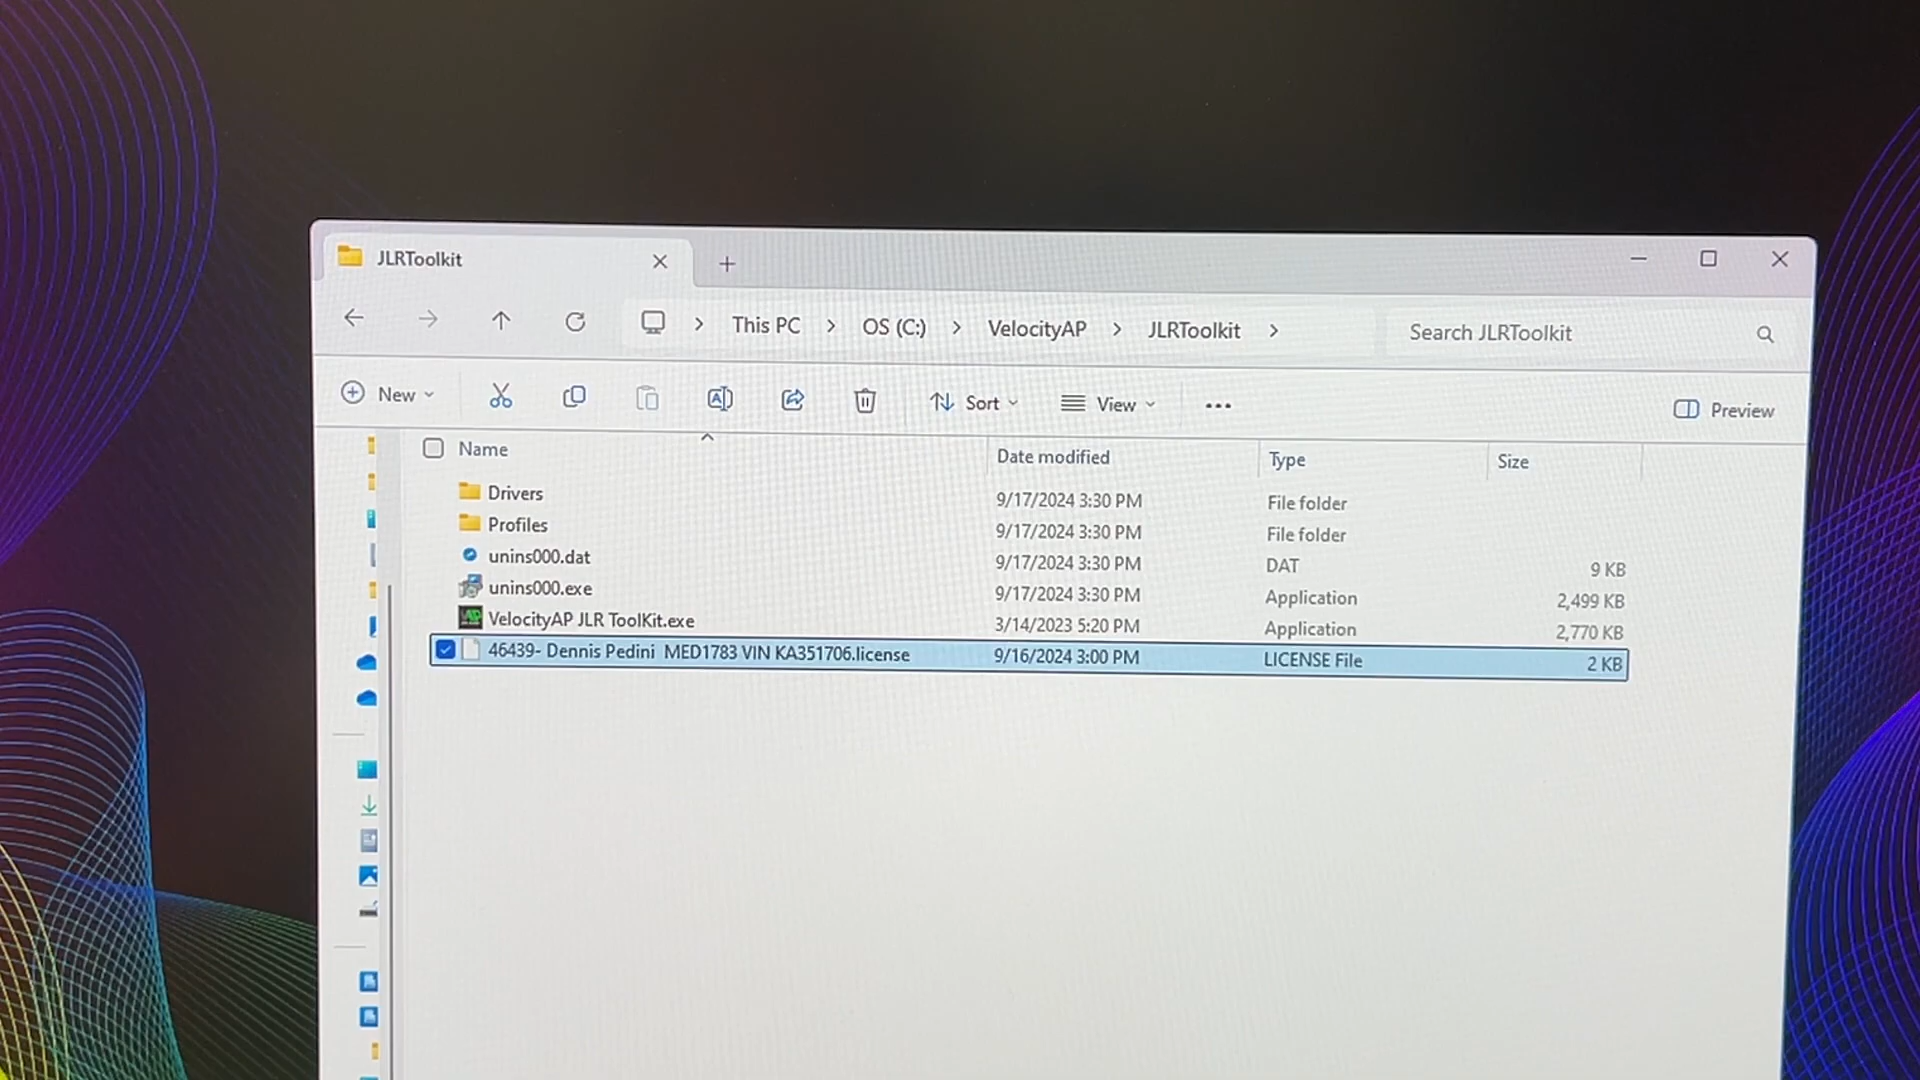 JLRToolkit
This PC > OS (C:) > VelocityAP > JLRToolkit >
Search JLRToolkit
New
Sort
View
Preview
Name Date modified Type Size
Drivers 9/17/2024 3:30 PM File folder
Profiles 9/17/2024 3:30 PM File folder
unins000.dat 9/17/2024 3:30 PM DAT 9 KB
unins000.exe 9/17/2024 3:30 PM Application 2,499 KB
VelocityAP JLR ToolKit.exe 3/14/2023 5:20 PM Application 2,770 KB
46439- Dennis Pedini  MED1783 VIN KA351706.license 9/16/2024 3:00 PM LICENSE File 2 KB